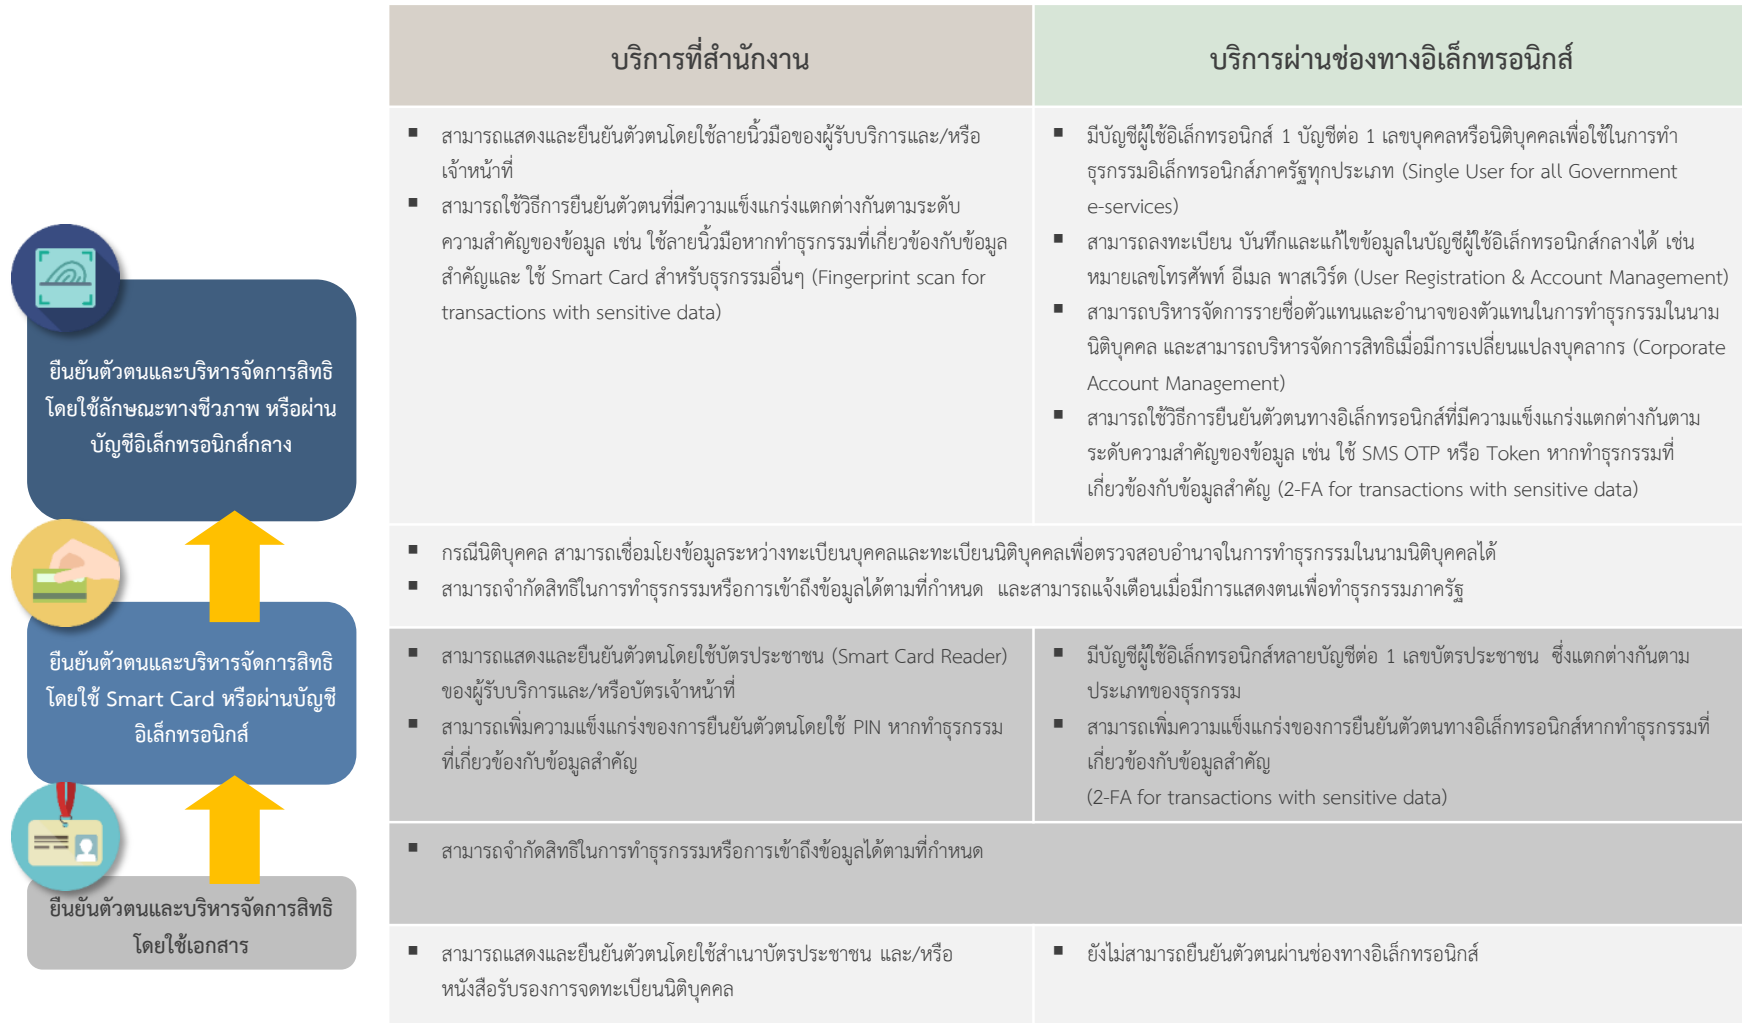 บริการที่สำนักงาน
บริการผ่านช่องทางอิเล็กทรอนิกส์
ยืนยันตัวตนและบริหารจัดการสิทธิ
โดยใช้ลักษณะทางชีวภาพ หรือผ่าน
บัญชีอิเล็กทรอนิกส์กลาง
▪ สามารถแสดงและยืนยันตัวตนโดยใช้ลายนิ้วมือของผู้รับบริการและ/หรือ
เจ้าหน้าที่
▪ สามารถใช้วิธีการยืนยันตัวตนที่มีความแข็งแกร่งแตกต่างกันตามระดับ
ความสำคัญของข้อมูล เช่น ใช้ลายนิ้วมือหากทำธุรกรรมที่เกี่ยวข้องกับข้อมูล
สำคัญและ ใช้ Smart Card สำหรับธุรกรรมอื่นๆ (Fingerprint scan for
transactions with sensitive data)
▪ มีบัญชีผู้ใช้อิเล็กทรอนิกส์ 1 บัญชีต่อ 1 เลขบุคคลหรือนิติบุคคลเพื่อใช้ในการทำ
ธุรกรรมอิเล็กทรอนิกส์ภาครัฐทุกประเภท (Single User for all Government
e-services)
▪ สามารถลงทะเบียน บันทึกและแก้ไขข้อมูลในบัญชีผู้ใช้อิเล็กทรอนิกส์กลางได้ เช่น
หมายเลขโทรศัพท์ อีเมล พาสเวิร์ด (User Registration & Account Management)
▪ สามารถบริหารจัดการรายชื่อตัวแทนและอำนาจของตัวแทนในการทำธุรกรรมในนาม
นิติบุคคล และสามารถบริหารจัดการสิทธิเมื่อมีการเปลี่ยนแปลงบุคลากร (Corporate
Account Management)
▪ สามารถใช้วิธีการยืนยันตัวตนทางอิเล็กทรอนิกส์ที่มีความแข็งแกร่งแตกต่างกันตาม
ระดับความสำคัญของข้อมูล เช่น ใช้ SMS OTP หรือ Token หากทำธุรกรรมที่
เกี่ยวข้องกับข้อมูลสำคัญ (2-FA for transactions with sensitive data)
▪ กรณีนิติบุคคล สามารถเชื่อมโยงข้อมูลระหว่างทะเบียนบุคคลและทะเบียนนิติบุคคลเพื่อตรวจสอบอำนาจในการทำธุรกรรมในนามนิติบุคคลได้
▪ สามารถจำกัดสิทธิในการทำธุรกรรมหรือการเข้าถึงข้อมูลได้ตามที่กำหนด และสามารถแจ้งเตือนเมื่อมีการแสดงตนเพื่อทำธุรกรรมภาครัฐ
ยืนยันตัวตนและบริหารจัดการสิทธิ
โดยใช้ Smart Card หรือผ่านบัญชี
อิเล็กทรอนิกส์
▪ สามารถแสดงและยืนยันตัวตนโดยใช้บัตรประชาชน (Smart Card Reader)
ของผู้รับบริการและ/หรือบัตรเจ้าหน้าที่
▪ สามารถเพิ่มความแข็งแกร่งของการยืนยันตัวตนโดยใช้ PIN หากทำธุรกรรม
ที่เกี่ยวข้องกับข้อมูลสำคัญ
▪ มีบัญชีผู้ใช้อิเล็กทรอนิกส์หลายบัญชีต่อ 1 เลขบัตรประชาชน ซึ่งแตกต่างกันตาม
ประเภทของธุรกรรม
▪ สามารถเพิ่มความแข็งแกร่งของการยืนยันตัวตนทางอิเล็กทรอนิกส์หากทำธุรกรรมที่
เกี่ยวข้องกับข้อมูลสำคัญ
(2-FA for transactions with sensitive data)
▪ สามารถจำกัดสิทธิในการทำธุรกรรมหรือการเข้าถึงข้อมูลได้ตามที่กำหนด
ยืนยันตัวตนและบริหารจัดการสิทธิ
โดยใช้เอกสาร
▪ สามารถแสดงและยืนยันตัวตนโดยใช้สำเนาบัตรประชาชน และ/หรือ
หนังสือรับรองการจดทะเบียนนิติบุคคล
▪ ยังไม่สามารถยืนยันตัวตนผ่านช่องทางอิเล็กทรอนิกส์